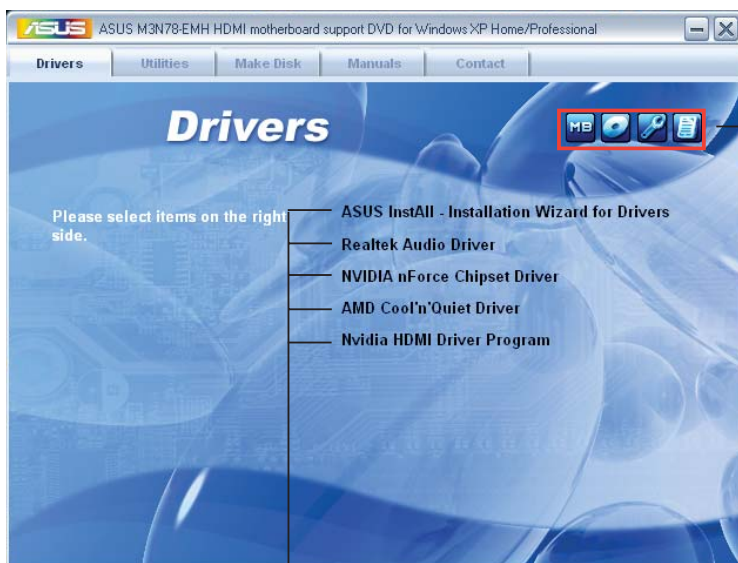 ASUS ASUS M3N78-EMH HDMI motherboard support DVD for Windows XP Home/Professional
Drivers Utilities Make Disk Manuals Contact
Drivers
MB
Please select items on the right side.
ASUS InstAll - Installation Wizard for Drivers
Realtek Audio Driver
NVIDIA nForce Chipset Driver
AMD Cool'n'Quiet Driver
Nvidia HDMI Driver Program